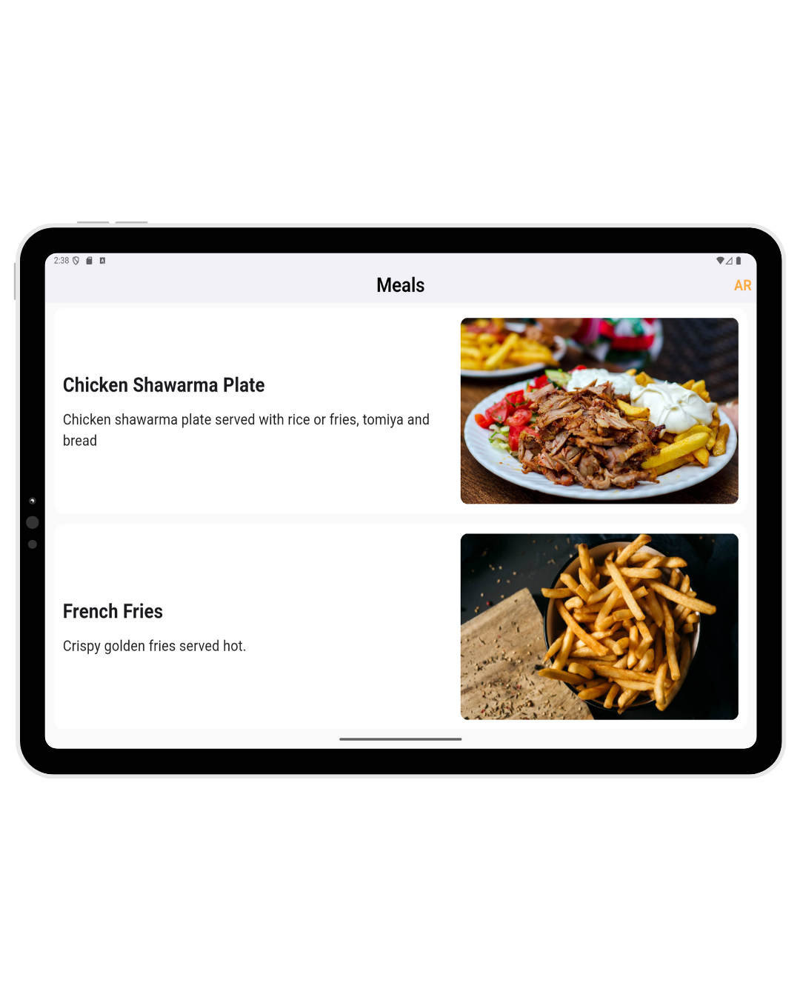 2:38
Meals
AR
Chicken Shawarma Plate
Chicken shawarma plate served with rice or fries, tomiya and
bread
French Fries
Crispy golden fries served hot.